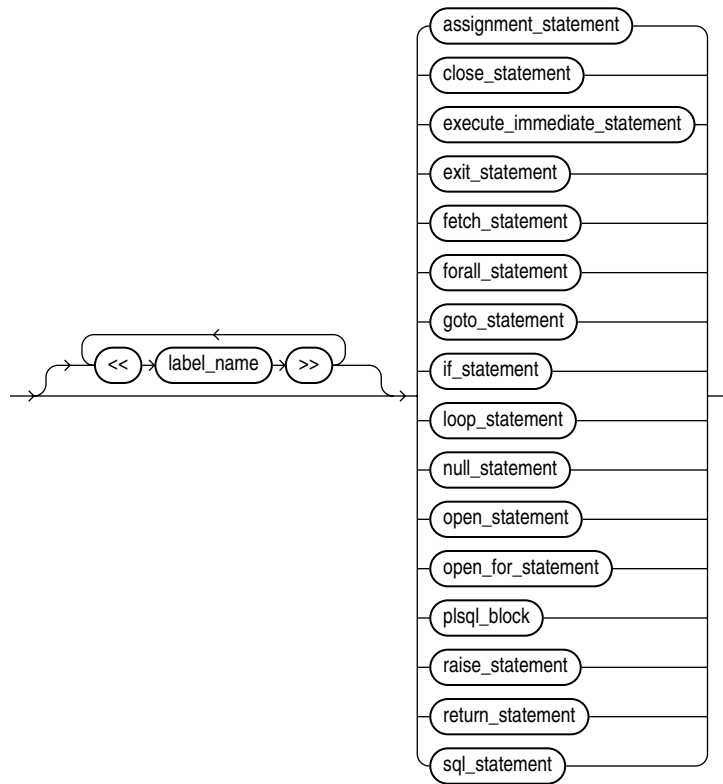 assignment_statement
close_statement
execute_immediate_statement
exit_statement
fetch_statement
forall_statement
goto_statement
<< label_name >>
if_statement
loop_statement
null_statement
open_statement
open_for_statement
plsql_block
raise_statement
return_statement
sql_statement